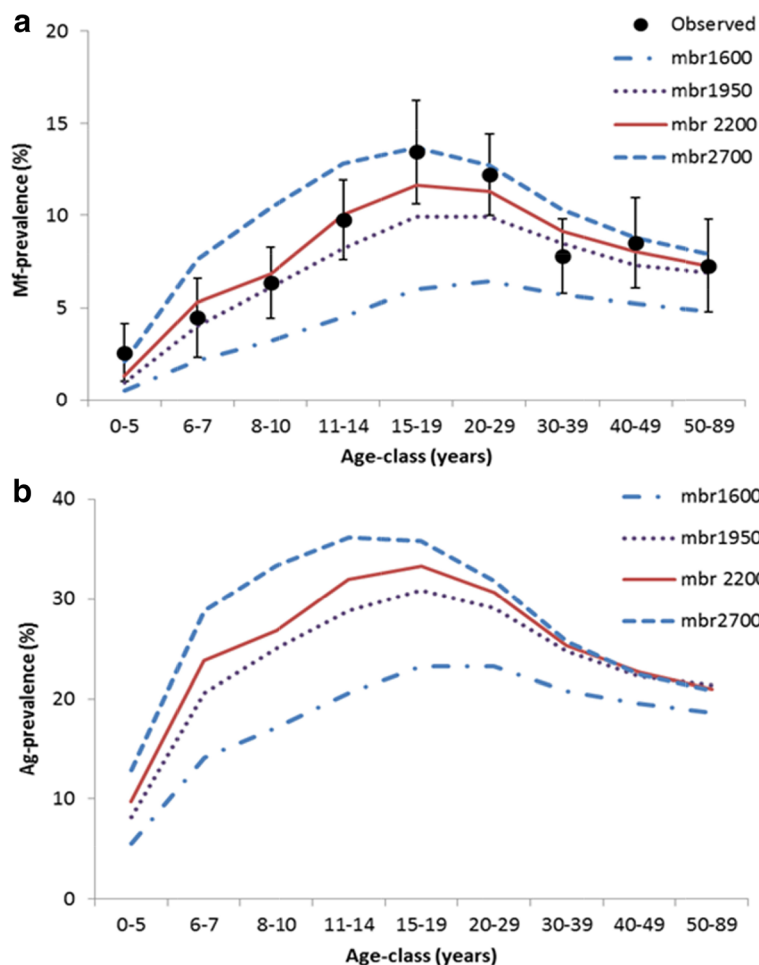 a
20
15
10
5
0
Mf-prevalence (%)
Observed
mbr1600
mbr1950
mbr 2200
mbr2700
0-5 6-7 8-10 11-14 15-19 20-29 30-39 40-49 50-89
Age-class (years)
b
40
30
20
10
0
Ag-prevalence (%)
mbr1600
mbr1950
mbr 2200
mbr2700
0-5 6-7 8-10 11-14 15-19 20-29 30-39 40-49 50-89
Age-class (years)